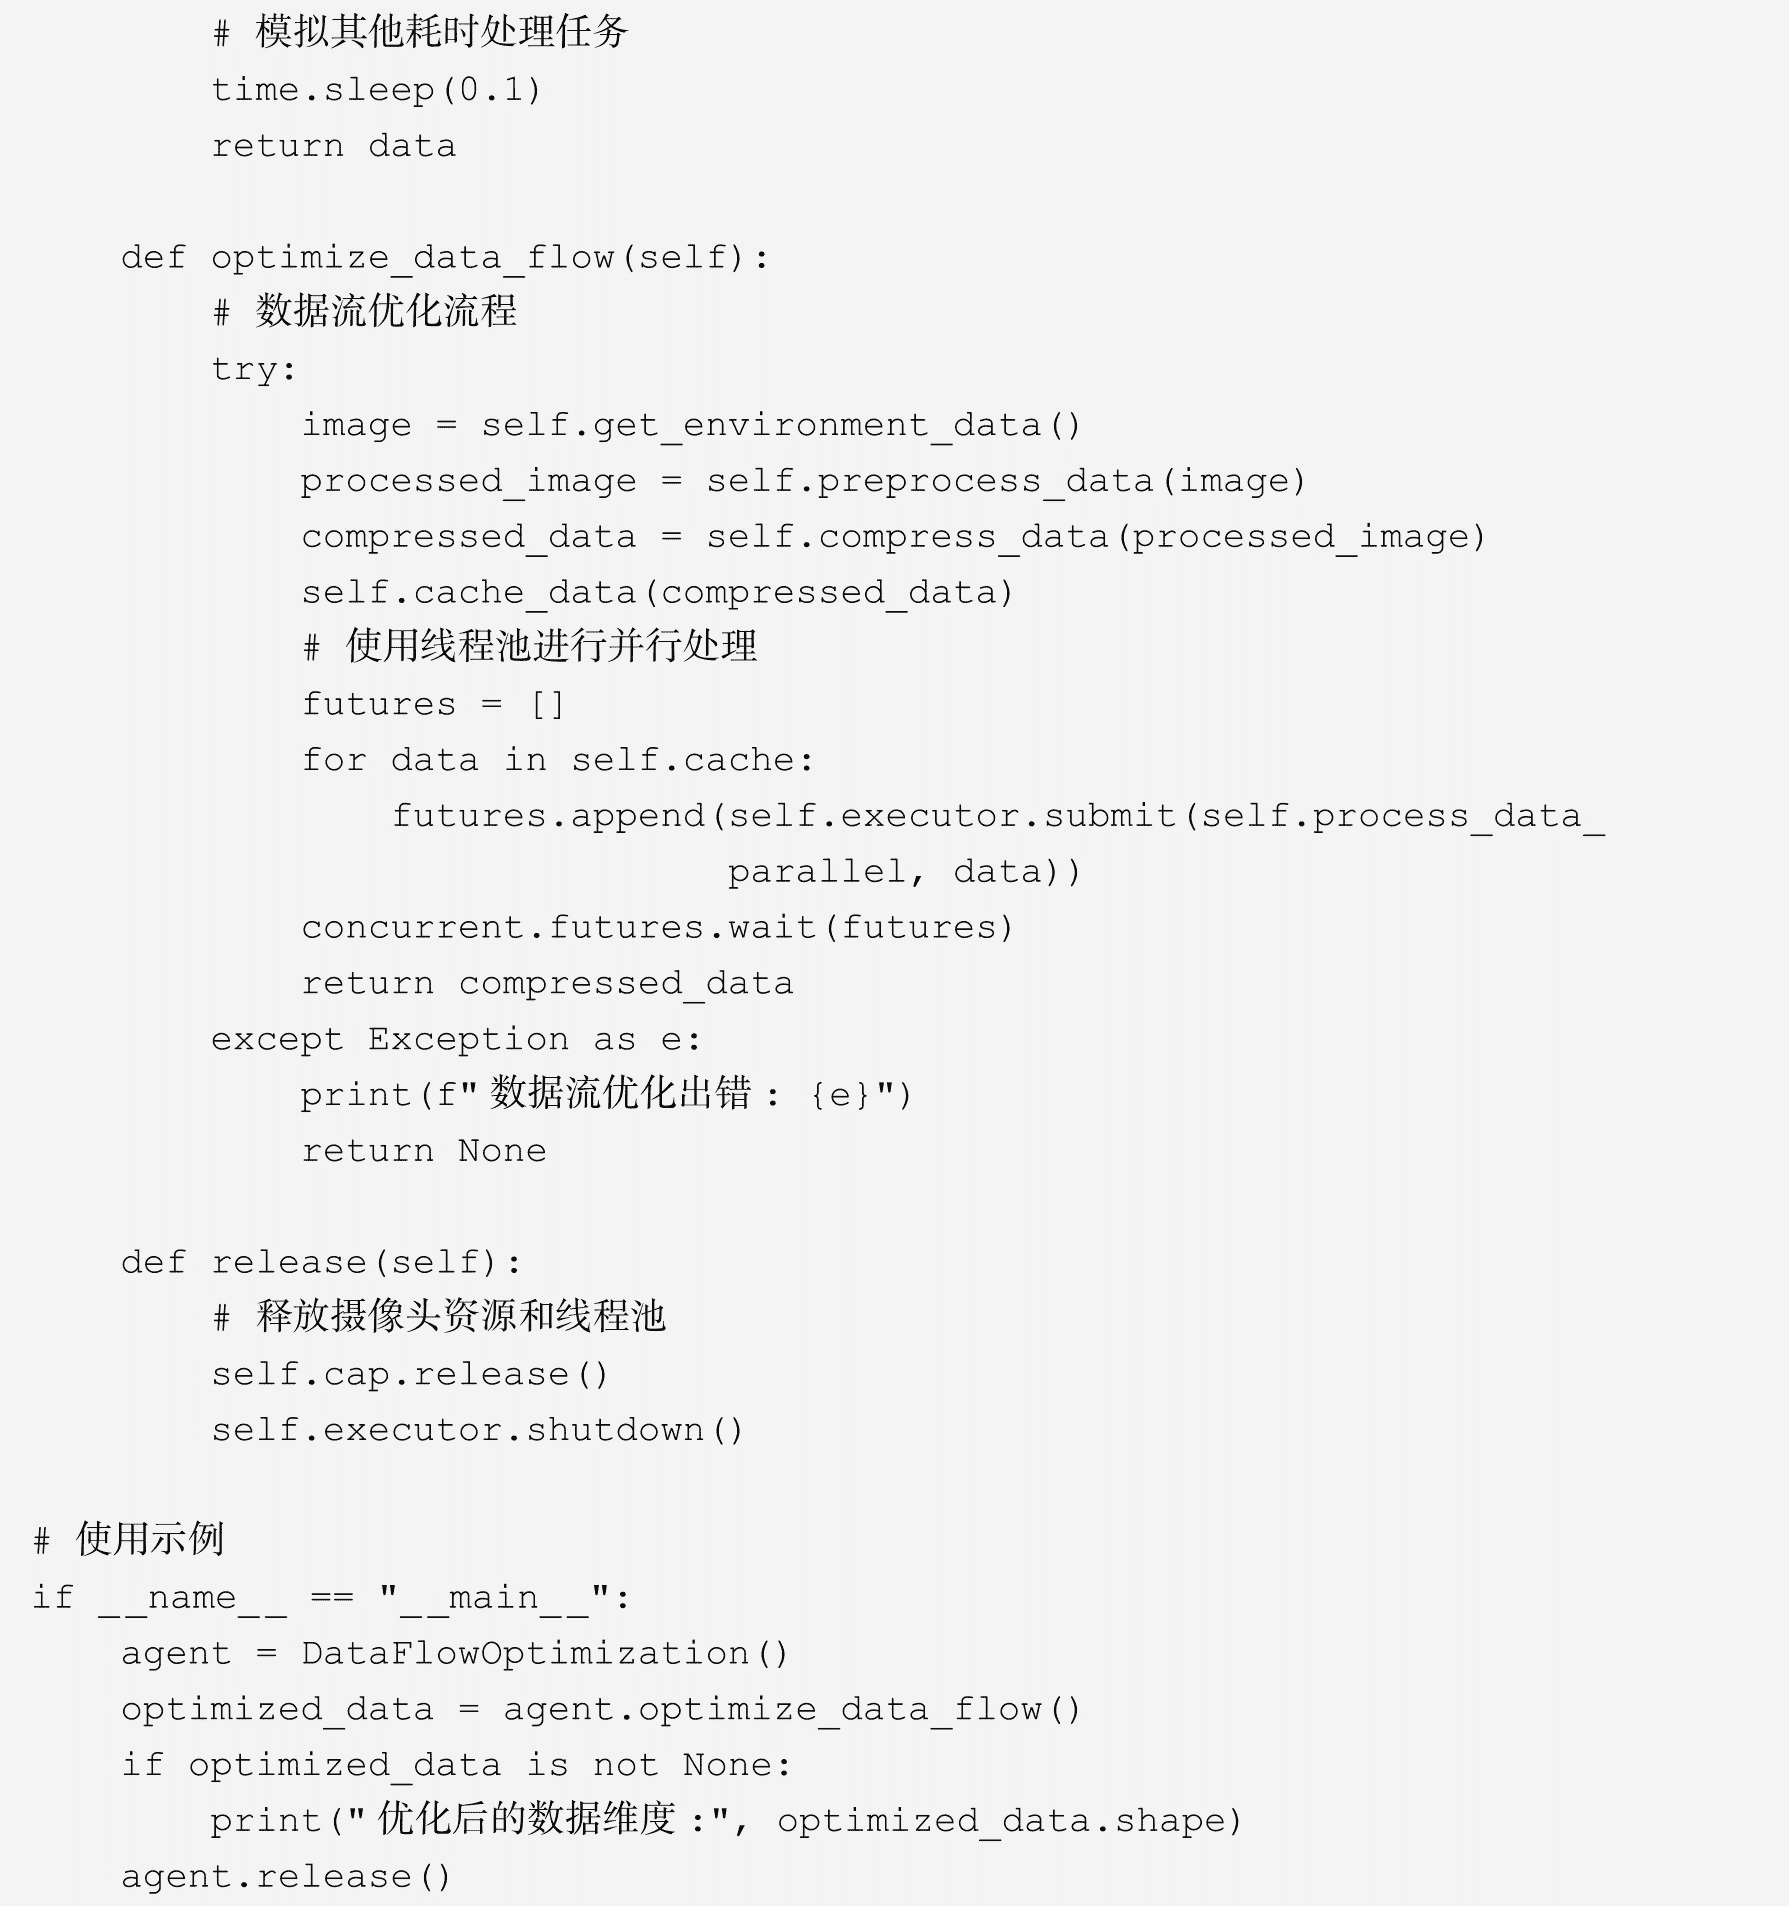 # 模拟其他耗时处理任务
        time.sleep(0.1)
        return data

    def optimize_data_flow(self):
        # 数据流优化流程
        try:
            image = self.get_environment_data()
            processed_image = self.preprocess_data(image)
            compressed_data = self.compress_data(processed_image)
            self.cache_data(compressed_data)
            # 使用线程池进行并行处理
            futures = []
            for data in self.cache:
                futures.append(self.executor.submit(self.process_data_
                               parallel, data))
            concurrent.futures.wait(futures)
            return compressed_data
        except Exception as e:
            print(f"数据流优化出错: {e}")
            return None

    def release(self):
        # 释放摄像头资源和线程池
        self.cap.release()
        self.executor.shutdown()

# 使用示例
if __name__ == "__main__":
    agent = DataFlowOptimization()
    optimized_data = agent.optimize_data_flow()
    if optimized_data is not None:
        print("优化后的数据维度:", optimized_data.shape)
    agent.release()